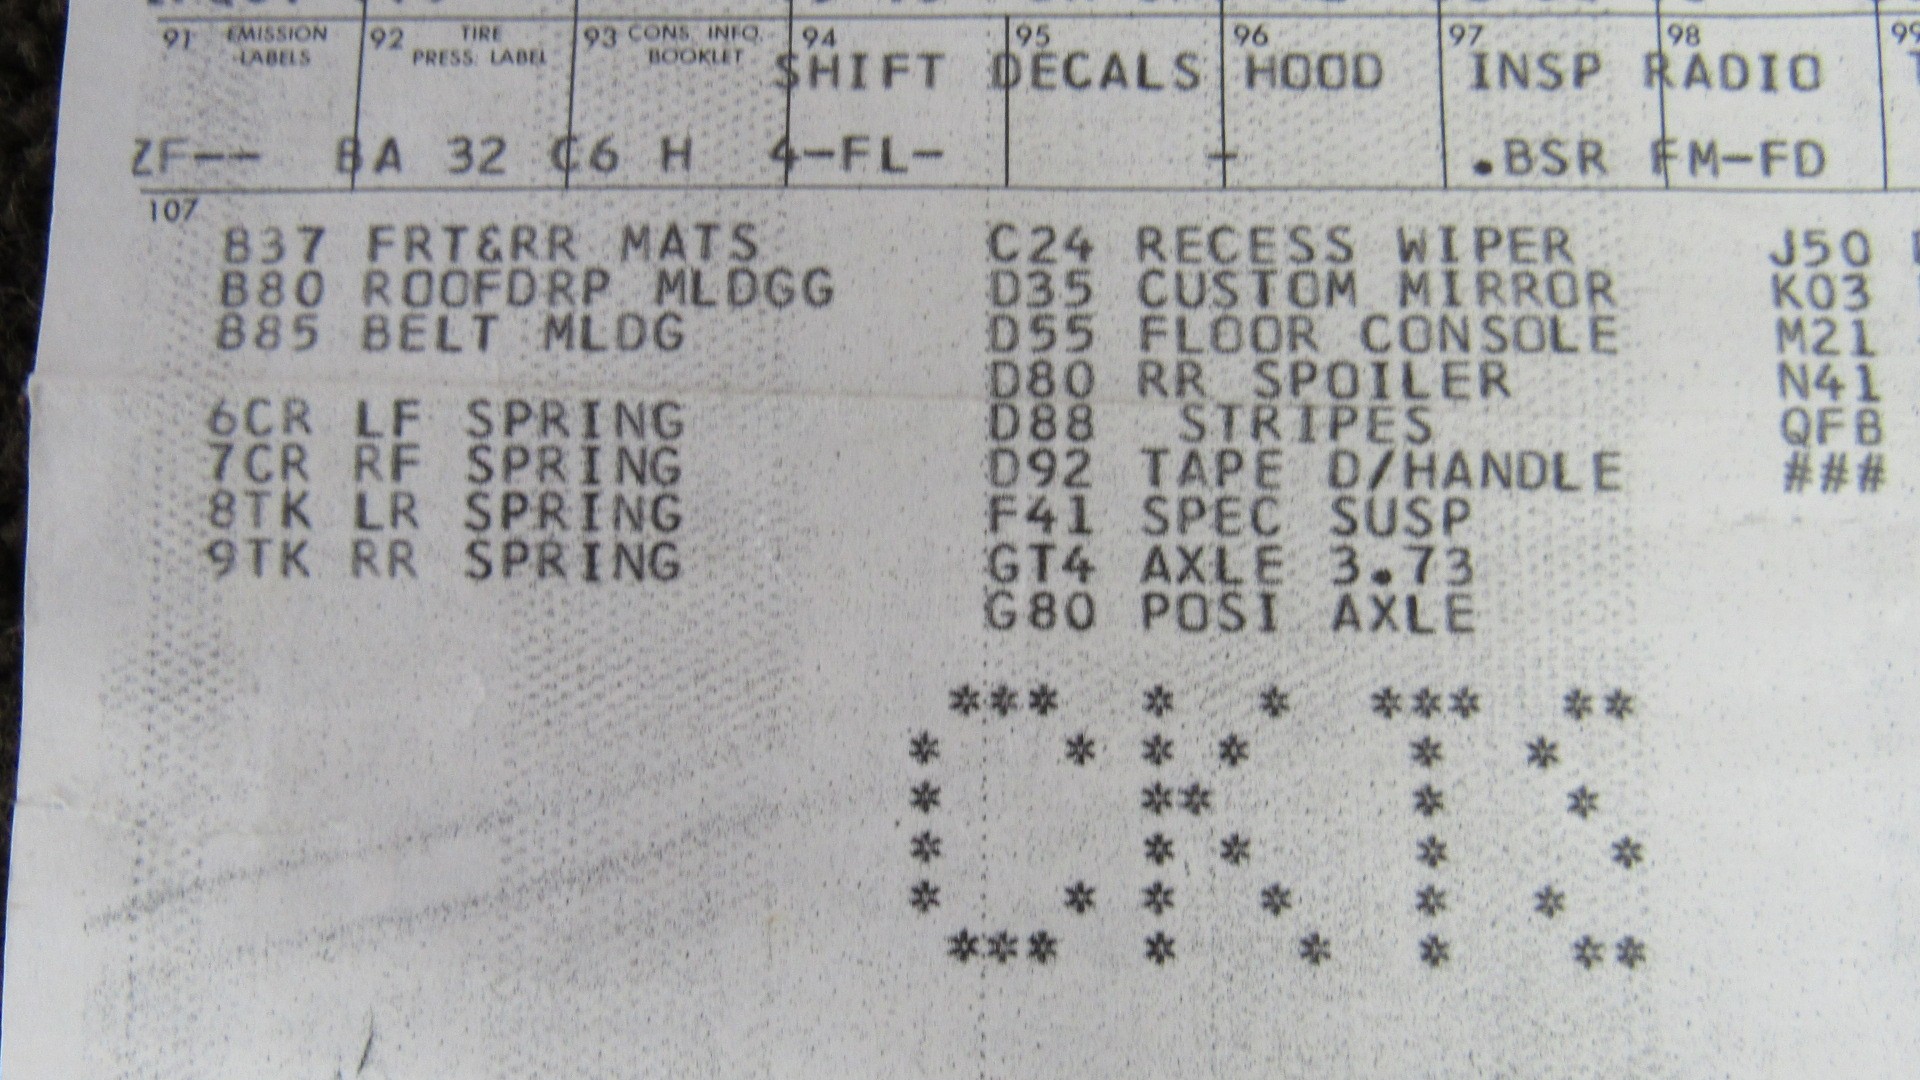 91 EMISSION LABELS 92 TIRE PRESS. LABEL 93 CONS. INFO. BOOKLET 94 95 96 97 98 99
SHIFT DECALS HOOD INSP RADIO
ZF-- BA 32 C6 H 4-FL- - .BSR FM-FD
107
B37 FRT&RR MATS C24 RECESS WIPER J50
B80 ROOFDRP MLDGG D35 CUSTOM MIRROR K03
B85 BELT MLDG D55 FLOOR CONSOLE M21
D80 RR SPOILER N41
6CR LF SPRING D88 STRIPES QFB
7CR RF SPRING D92 TAPE D/HANDLE ###
8TK LR SPRING F41 SPEC SUSP
9TK RR SPRING GT4 AXLE 3.73
G80 POSI AXLE
*** * * *** **
* * * * * *
* ** * *
* * * * *
* * * * * *
*** * * * **